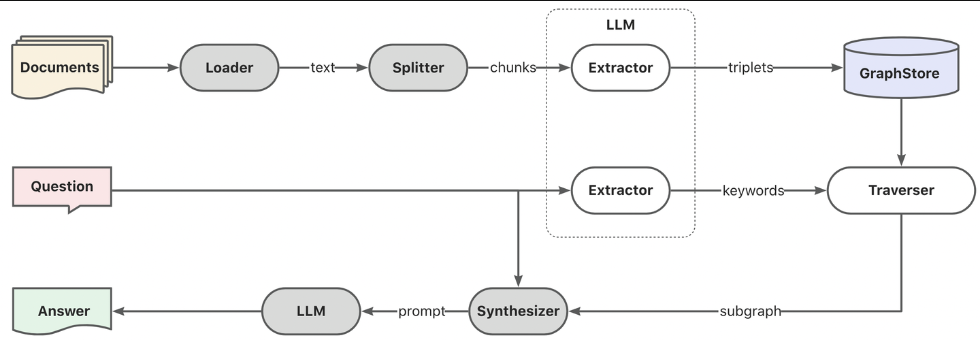 LLM
Documents
Loader
text
Splitter
chunks
Extractor
triplets
GraphStore
Question
Extractor
keywords
Traverser
Answer
LLM
prompt
Synthesizer
subgraph